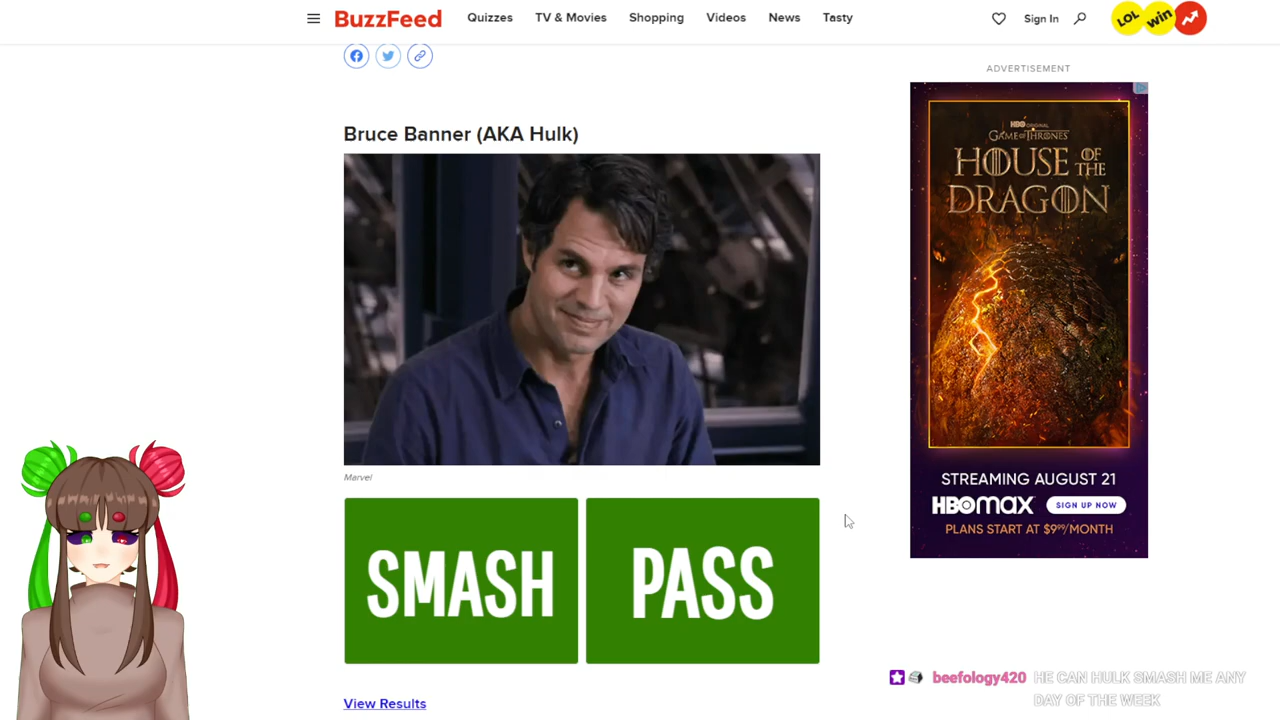 BuzzFeed
Quizzes TV & Movies Shopping Videos News Tasty
Sign In
LOL win
ADVERTISEMENT
Bruce Banner (AKA Hulk)
HBO ORIGINAL
GAME OF THRONES
HOUSE OF THE
DRAGON
STREAMING AUGUST 21
HBOMAX SIGN UP NOW
PLANS START AT $9⁹⁹/MONTH
Marvel
SMASH PASS
View Results
beefology420 HE CAN HULK SMASH ME ANY
DAY OF THE WEEK